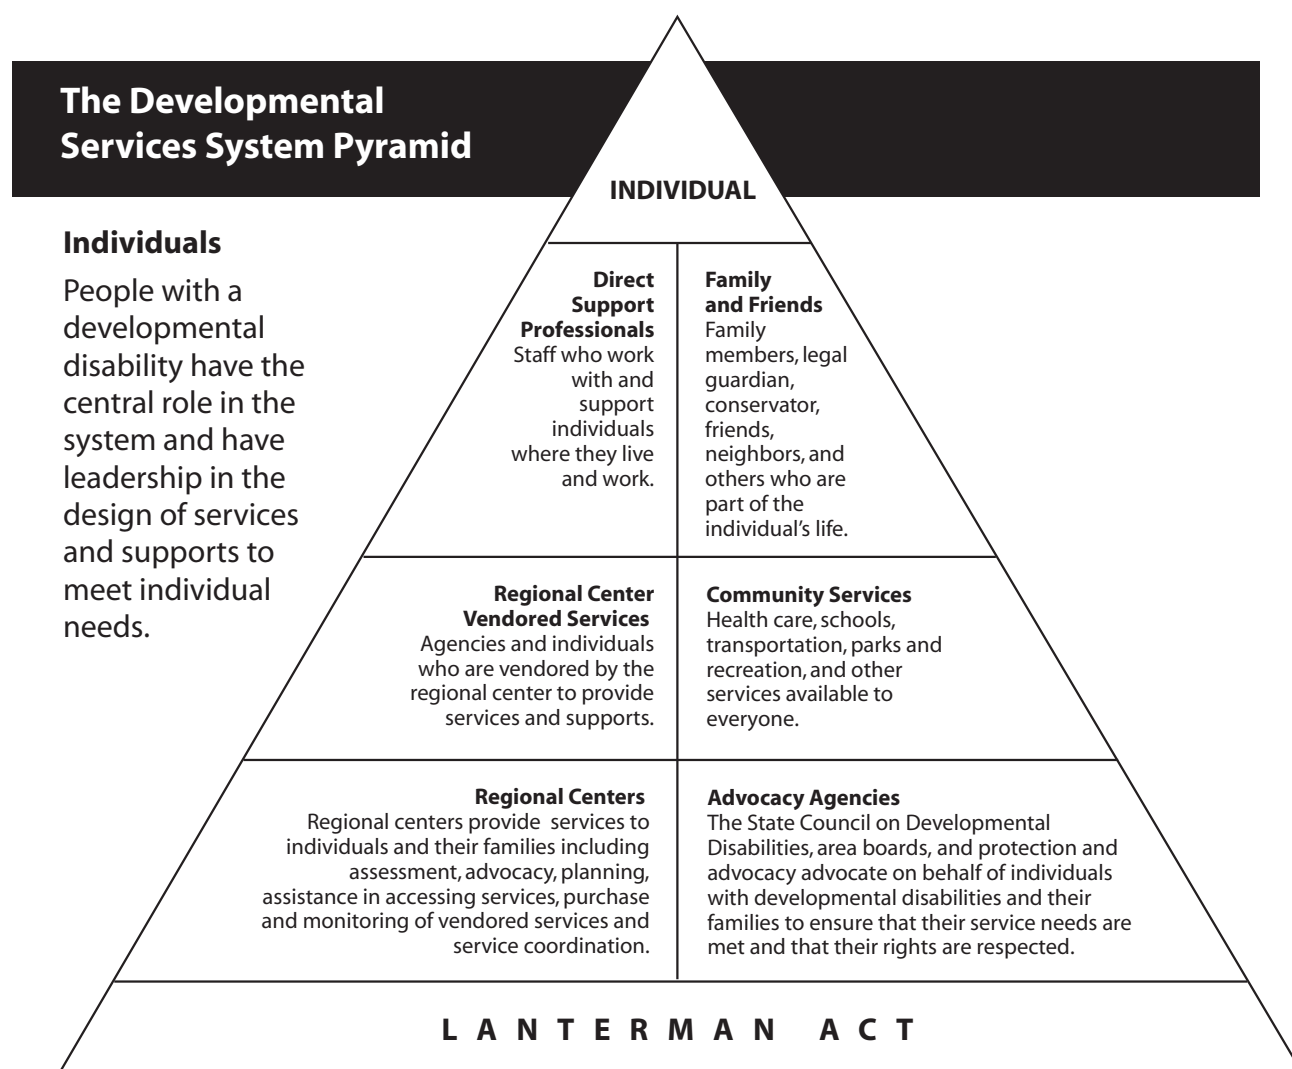 The Developmental
Services System Pyramid
INDIVIDUAL
Individuals
People with a
developmental
disability have the
central role in the
system and have
leadership in the
design of services
and supports to
meet individual
needs.
Direct
Support
Professionals
Staff who work
with and
support
individuals
where they live
and work.
Family
and Friends
Family
members, legal
guardian,
conservator,
friends,
neighbors, and
others who are
part of the
individual's life.
Regional Center
Vendored Services
Agencies and individuals
who are vendored by the
regional center to provide
services and supports.
Community Services
Health care, schools,
transportation, parks and
recreation, and other
services available to
everyone.
Regional Centers
Regional centers provide services to
individuals and their families including
assessment, advocacy, planning,
assistance in accessing services, purchase
and monitoring of vendored services and
service coordination.
Advocacy Agencies
The State Council on Developmental
Disabilities, area boards, and protection and
advocacy advocate on behalf of individuals
with developmental disabilities and their
families to ensure that their service needs are
met and that their rights are respected.
LANTERMAN ACT